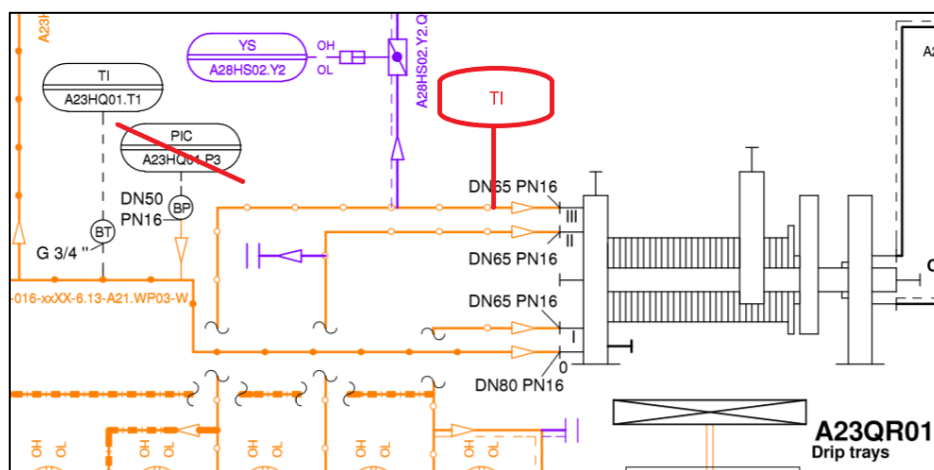 A23
YS
A28HS02.Y2
OH
OL
A28HS02.Y2.Q
TI
A2
TI
A23HQ01.T1
PIC
A23HQ01.P3
DN50
PN16
BP
BT
G 3/4 "
DN65 PN16
III
II
DN65 PN16
-016-xxXX-6.13-A21.WP03-W
DN65 PN16
I
0
DN80 PN16
OH
OL
OH
OL
OH
OL
A23QR01
Drip trays